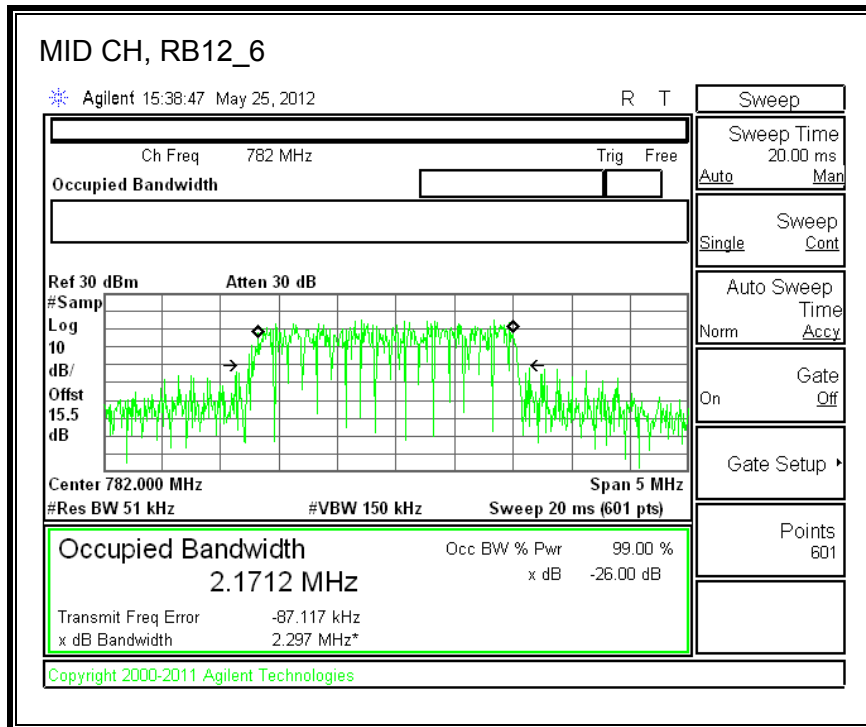 MID CH, RB12_6
Agilent 15:38:47 May 25, 2012 R T
Ch Freq 782 MHz Trig Free
Occupied Bandwidth
Ref 30 dBm Atten 30 dB
#Samp
Log
10
dB/
Offst
15.5
dB
Center 782.000 MHz Span 5 MHz
#Res BW 51 kHz #VBW 150 kHz Sweep 20 ms (601 pts)
Occupied Bandwidth Occ BW % Pwr 99.00 %
2.1712 MHz x dB -26.00 dB
Transmit Freq Error -87.117 kHz
x dB Bandwidth 2.297 MHz*
Copyright 2000-2011 Agilent Technologies
Sweep
Sweep Time
20.00 ms
Auto Man
Sweep
Single Cont
Auto Sweep
Time
Norm Accy
Gate
On Off
Gate Setup
Points
601